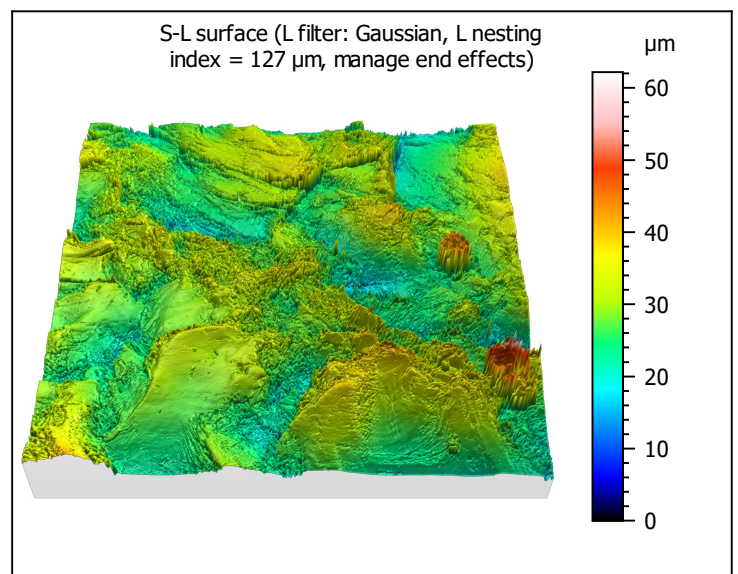 S-L surface (L filter: Gaussian, L nesting
index = 127 µm, manage end effects)
µm
60
50
40
30
20
10
0